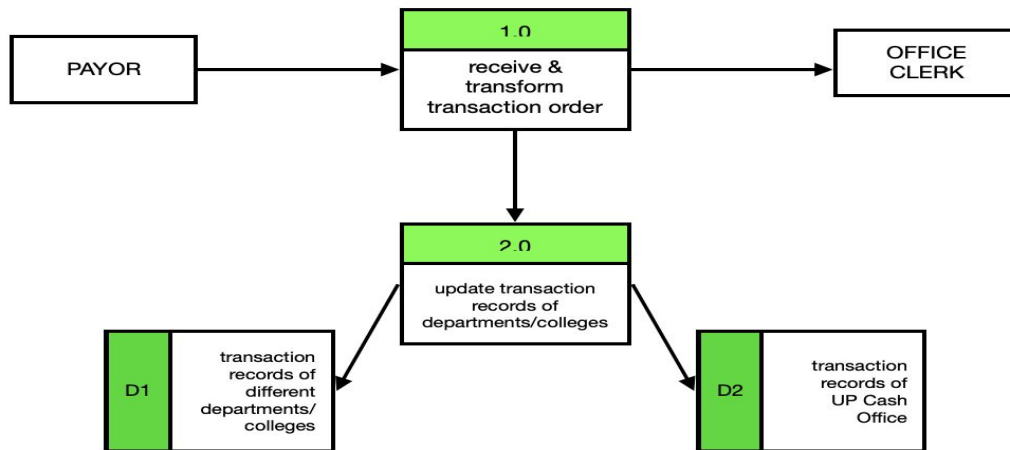 1.0
PAYOR
receive &
transform
transaction order
OFFICE
CLERK
2.0
update transaction
records of
departments/colleges
D1
transaction
records of
different
departments/
colleges
D2
transaction
records of
UP Cash
Office